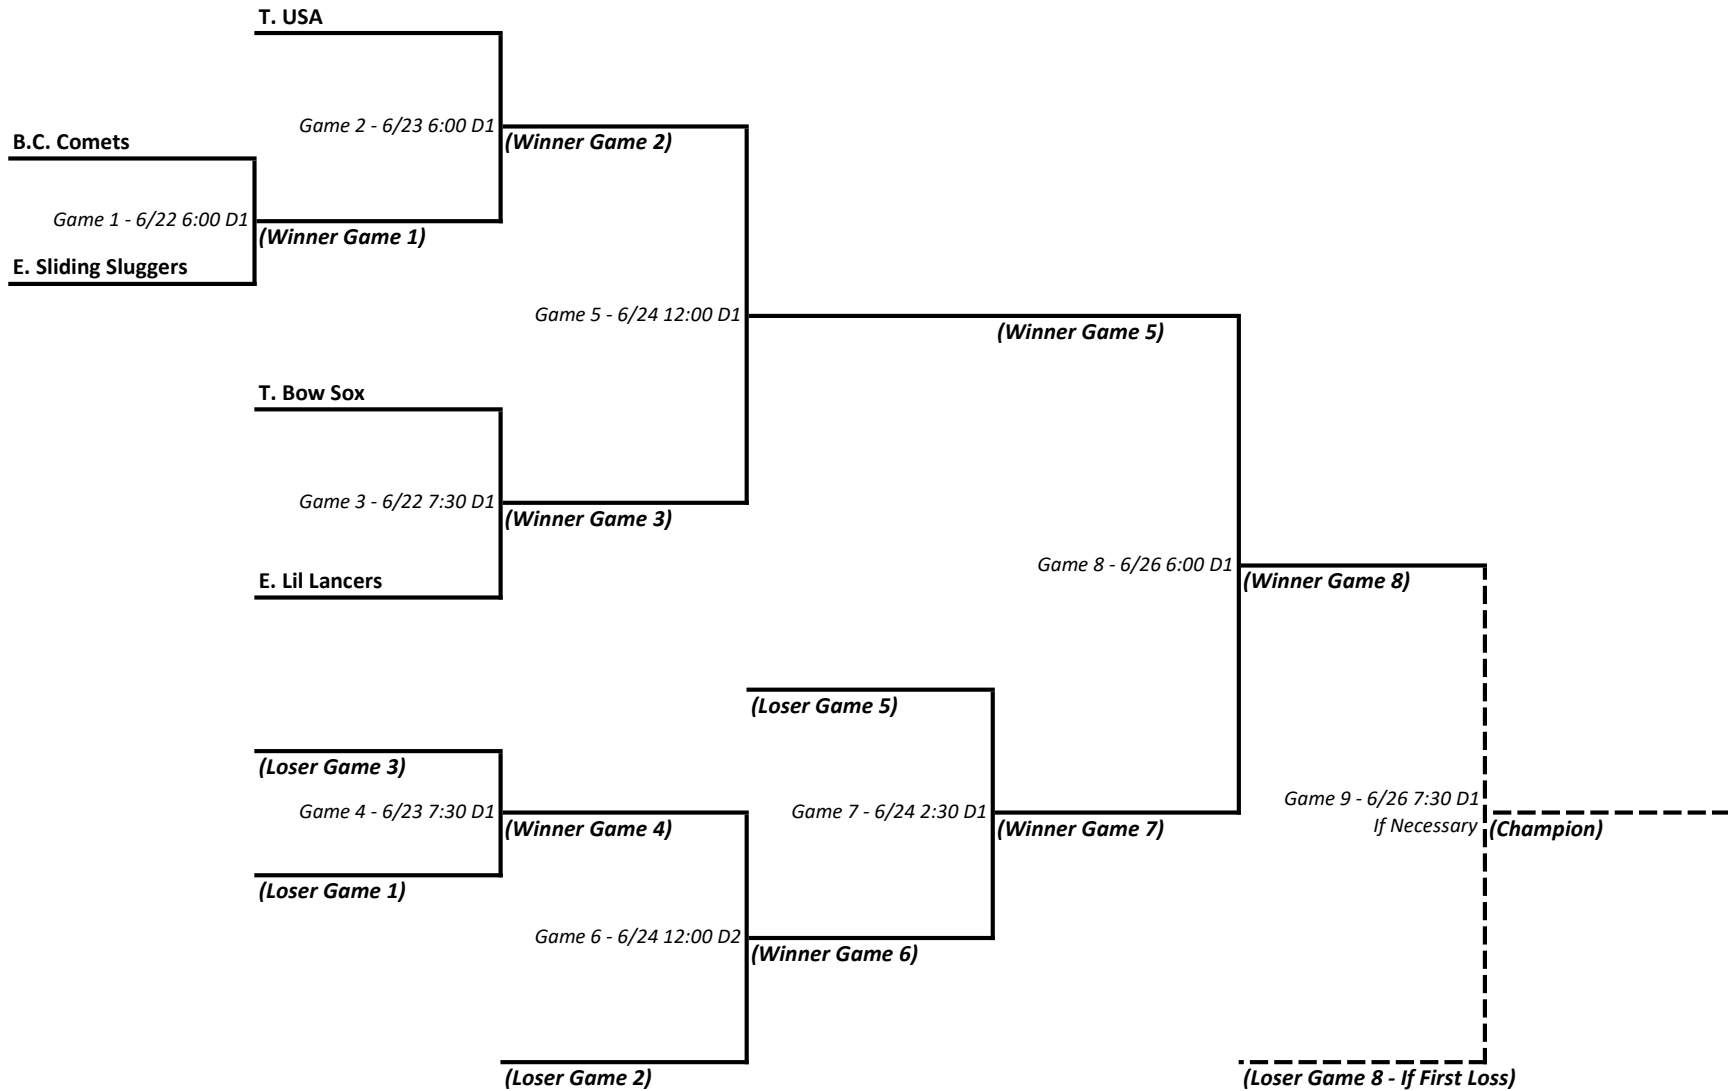 T. USA
Game 2 - 6/23 6:00 D1
B.C. Comets
(Winner Game 2)
Game 1 - 6/22 6:00 D1
(Winner Game 1)
E. Sliding Sluggers
Game 5 - 6/24 12:00 D1
(Winner Game 5)
T. Bow Sox
Game 3 - 6/22 7:30 D1
(Winner Game 3)
Game 8 - 6/26 6:00 D1
E. Lil Lancers
(Winner Game 8)
(Loser Game 5)
(Loser Game 3)
Game 4 - 6/23 7:30 D1
(Winner Game 4)
Game 7 - 6/24 2:30 D1
(Winner Game 7)
Game 9 - 6/26 7:30 D1
If Necessary
(Champion)
(Loser Game 1)
Game 6 - 6/24 12:00 D2
(Winner Game 6)
(Loser Game 2)
(Loser Game 8 - If First Loss)